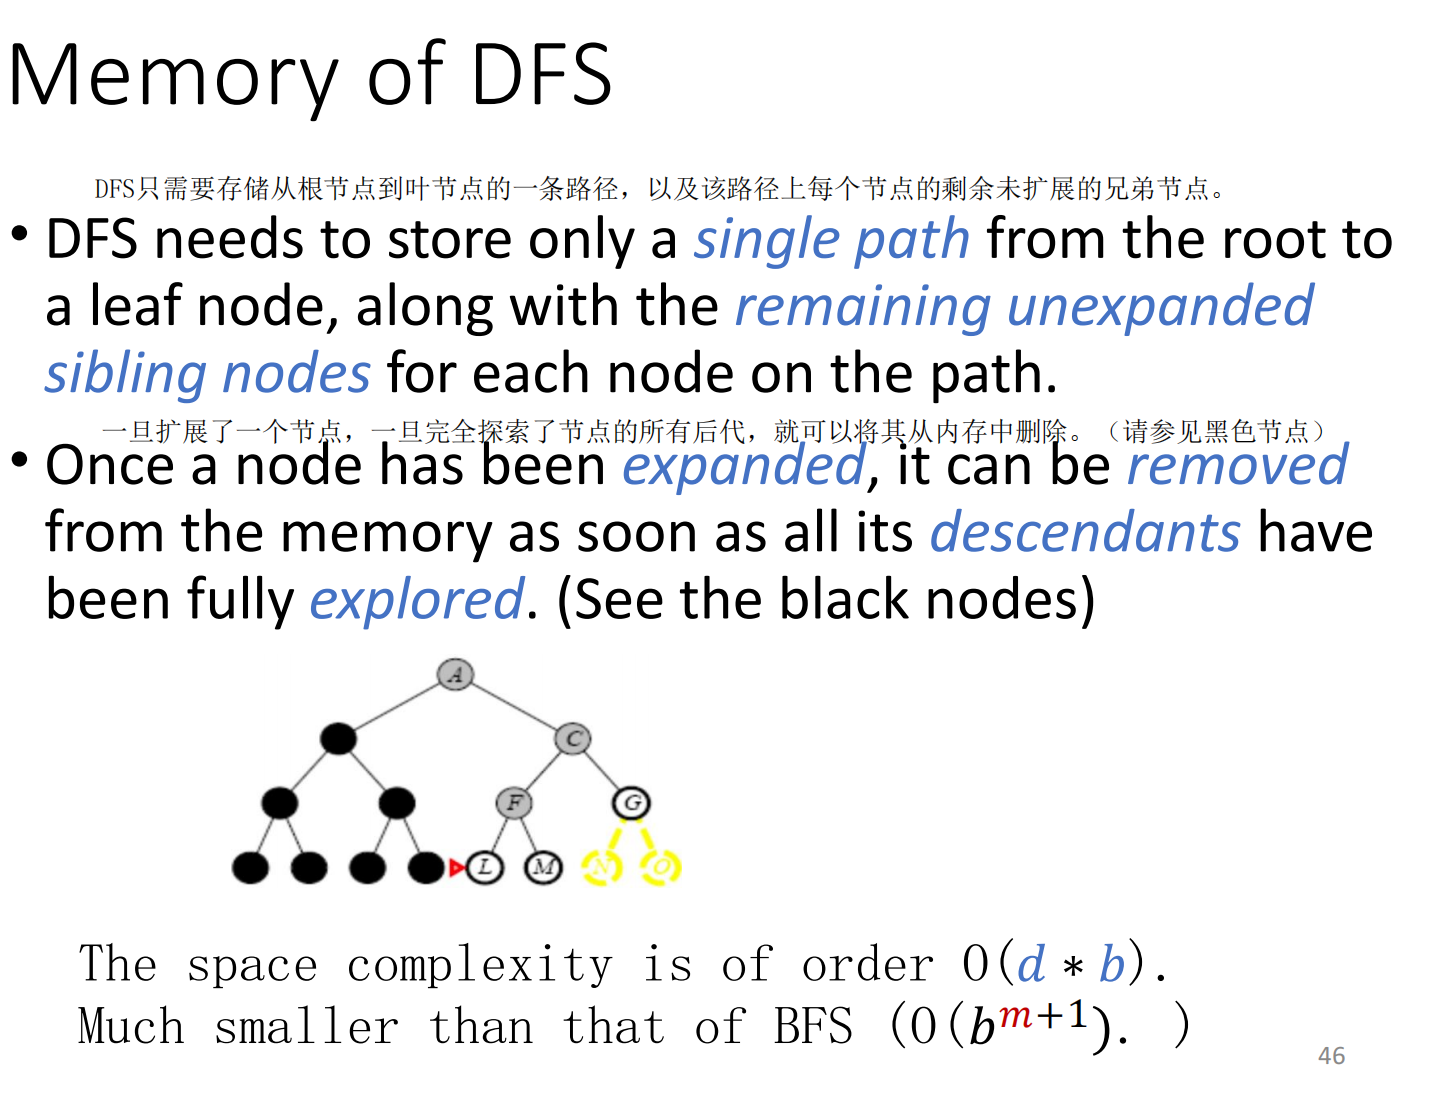 Memory of DFS
DFS只需要存储从根节点到叶节点的一条路径，以及该路径上每个节点的剩余未扩展的兄弟节点。
• DFS needs to store only a single path from the root to
a leaf node, along with the remaining unexpanded
sibling nodes for each node on the path.
一旦扩展了一个节点，一旦完全探索了节点的所有后代，就可以将其从内存中删除。（请参见黑色节点）
• Once a node has been expanded, it can be removed
from the memory as soon as all its descendants have
been fully explored. (See the black nodes)
A
C
F G
L M N O
The space complexity is of order O(d * b).
Much smaller than that of BFS (O(b^{m+1}). )
46